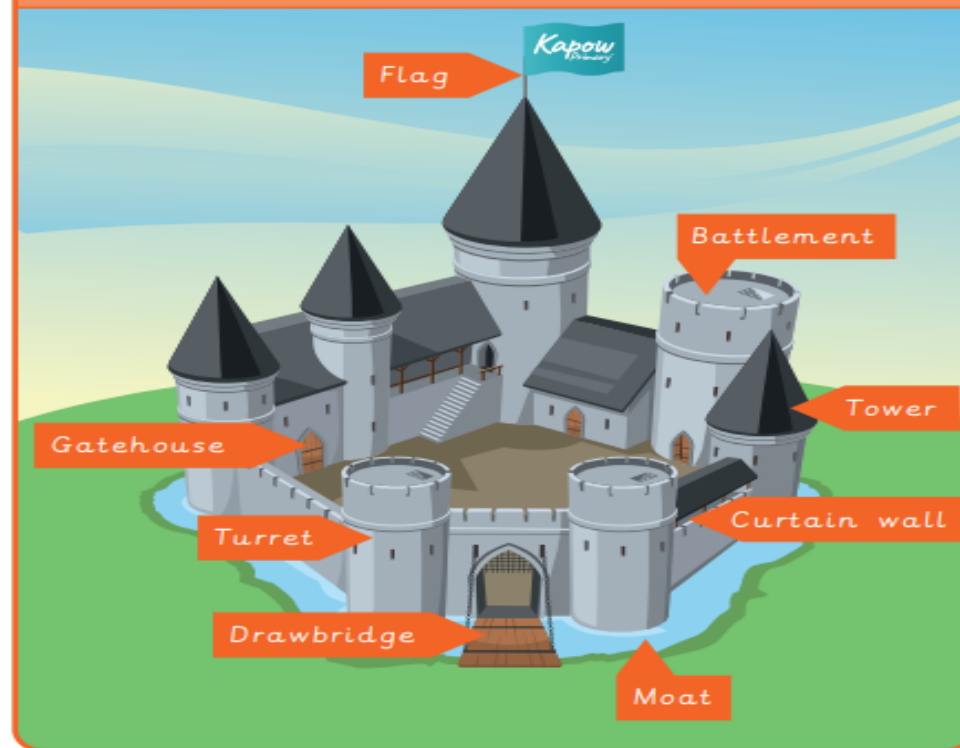 Kapow
Primary
Flag
Battlement
Tower
Gatehouse
Curtain wall
Turret
Drawbridge
Moat